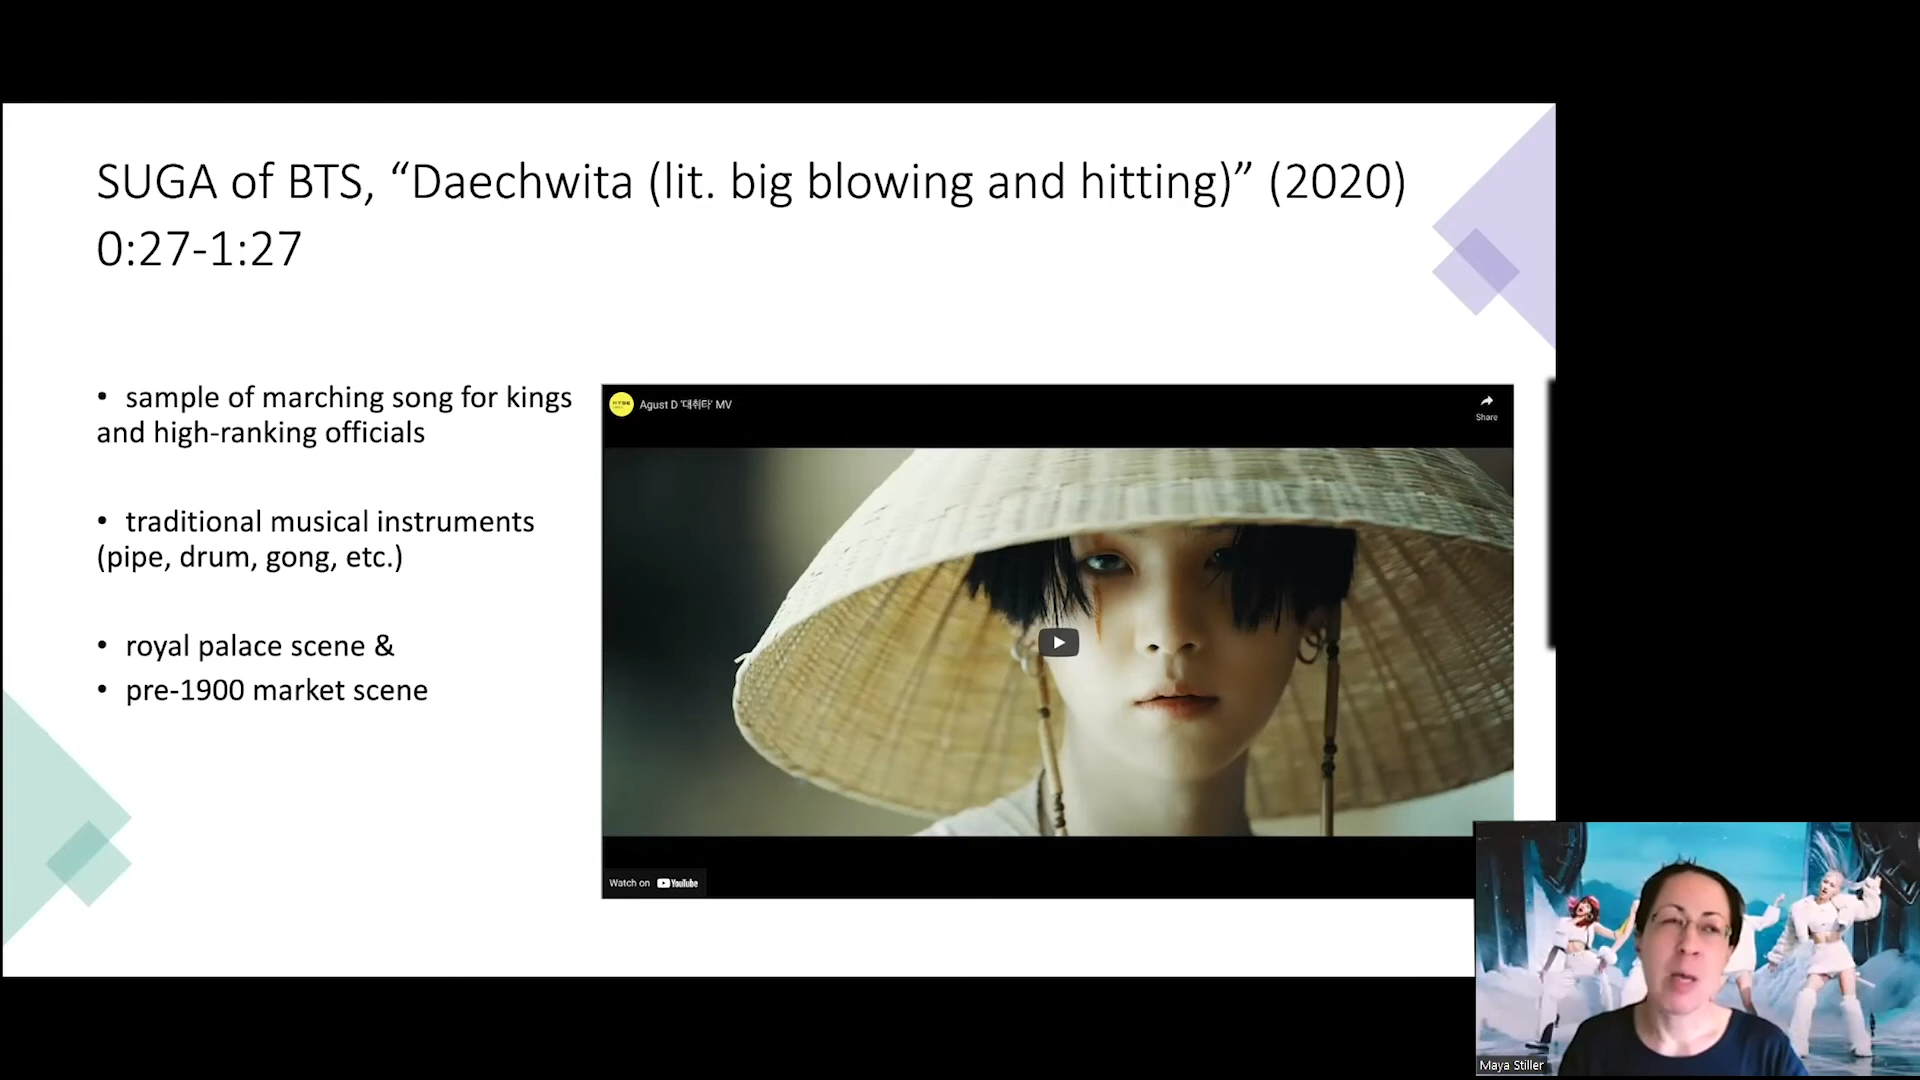 SUGA of BTS, “Daechwita (lit. big blowing and hitting)” (2020)
0:27-1:27
• sample of marching song for kings
and high-ranking officials
• traditional musical instruments
(pipe, drum, gong, etc.)
• royal palace scene &
• pre-1900 market scene
HYBE
Agust D '대취타' MV
Share
Watch on YouTube
Maya Stiller